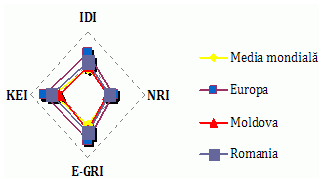 IDI
KEI
NRI
E-GRI
Media mondială
Europa
Moldova
Romania